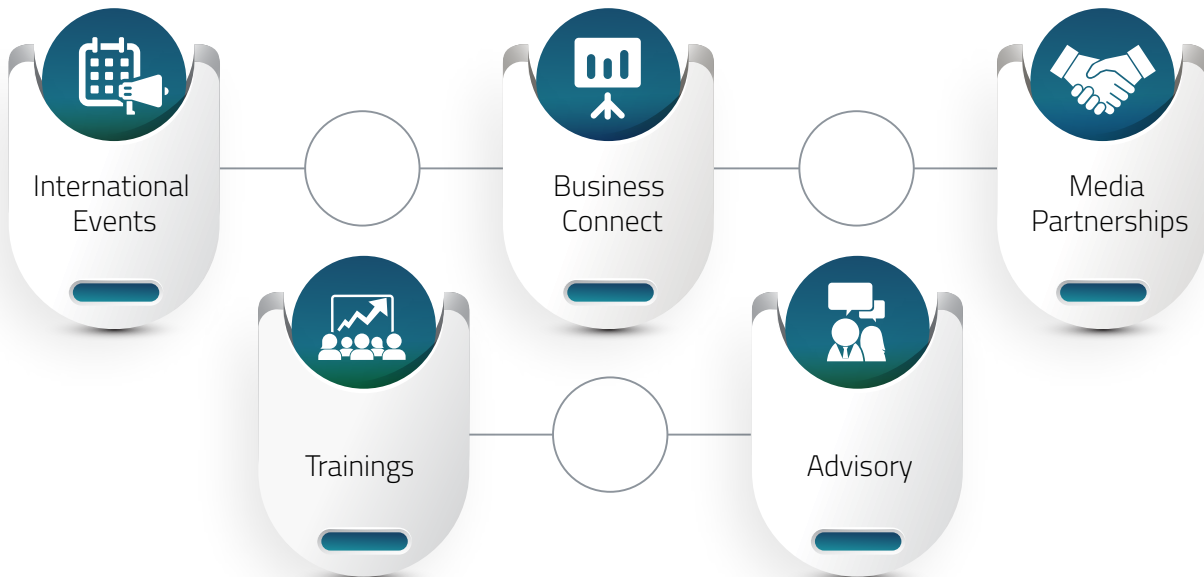 International
Events
Business
Connect
Media
Partnerships
Trainings
Advisory